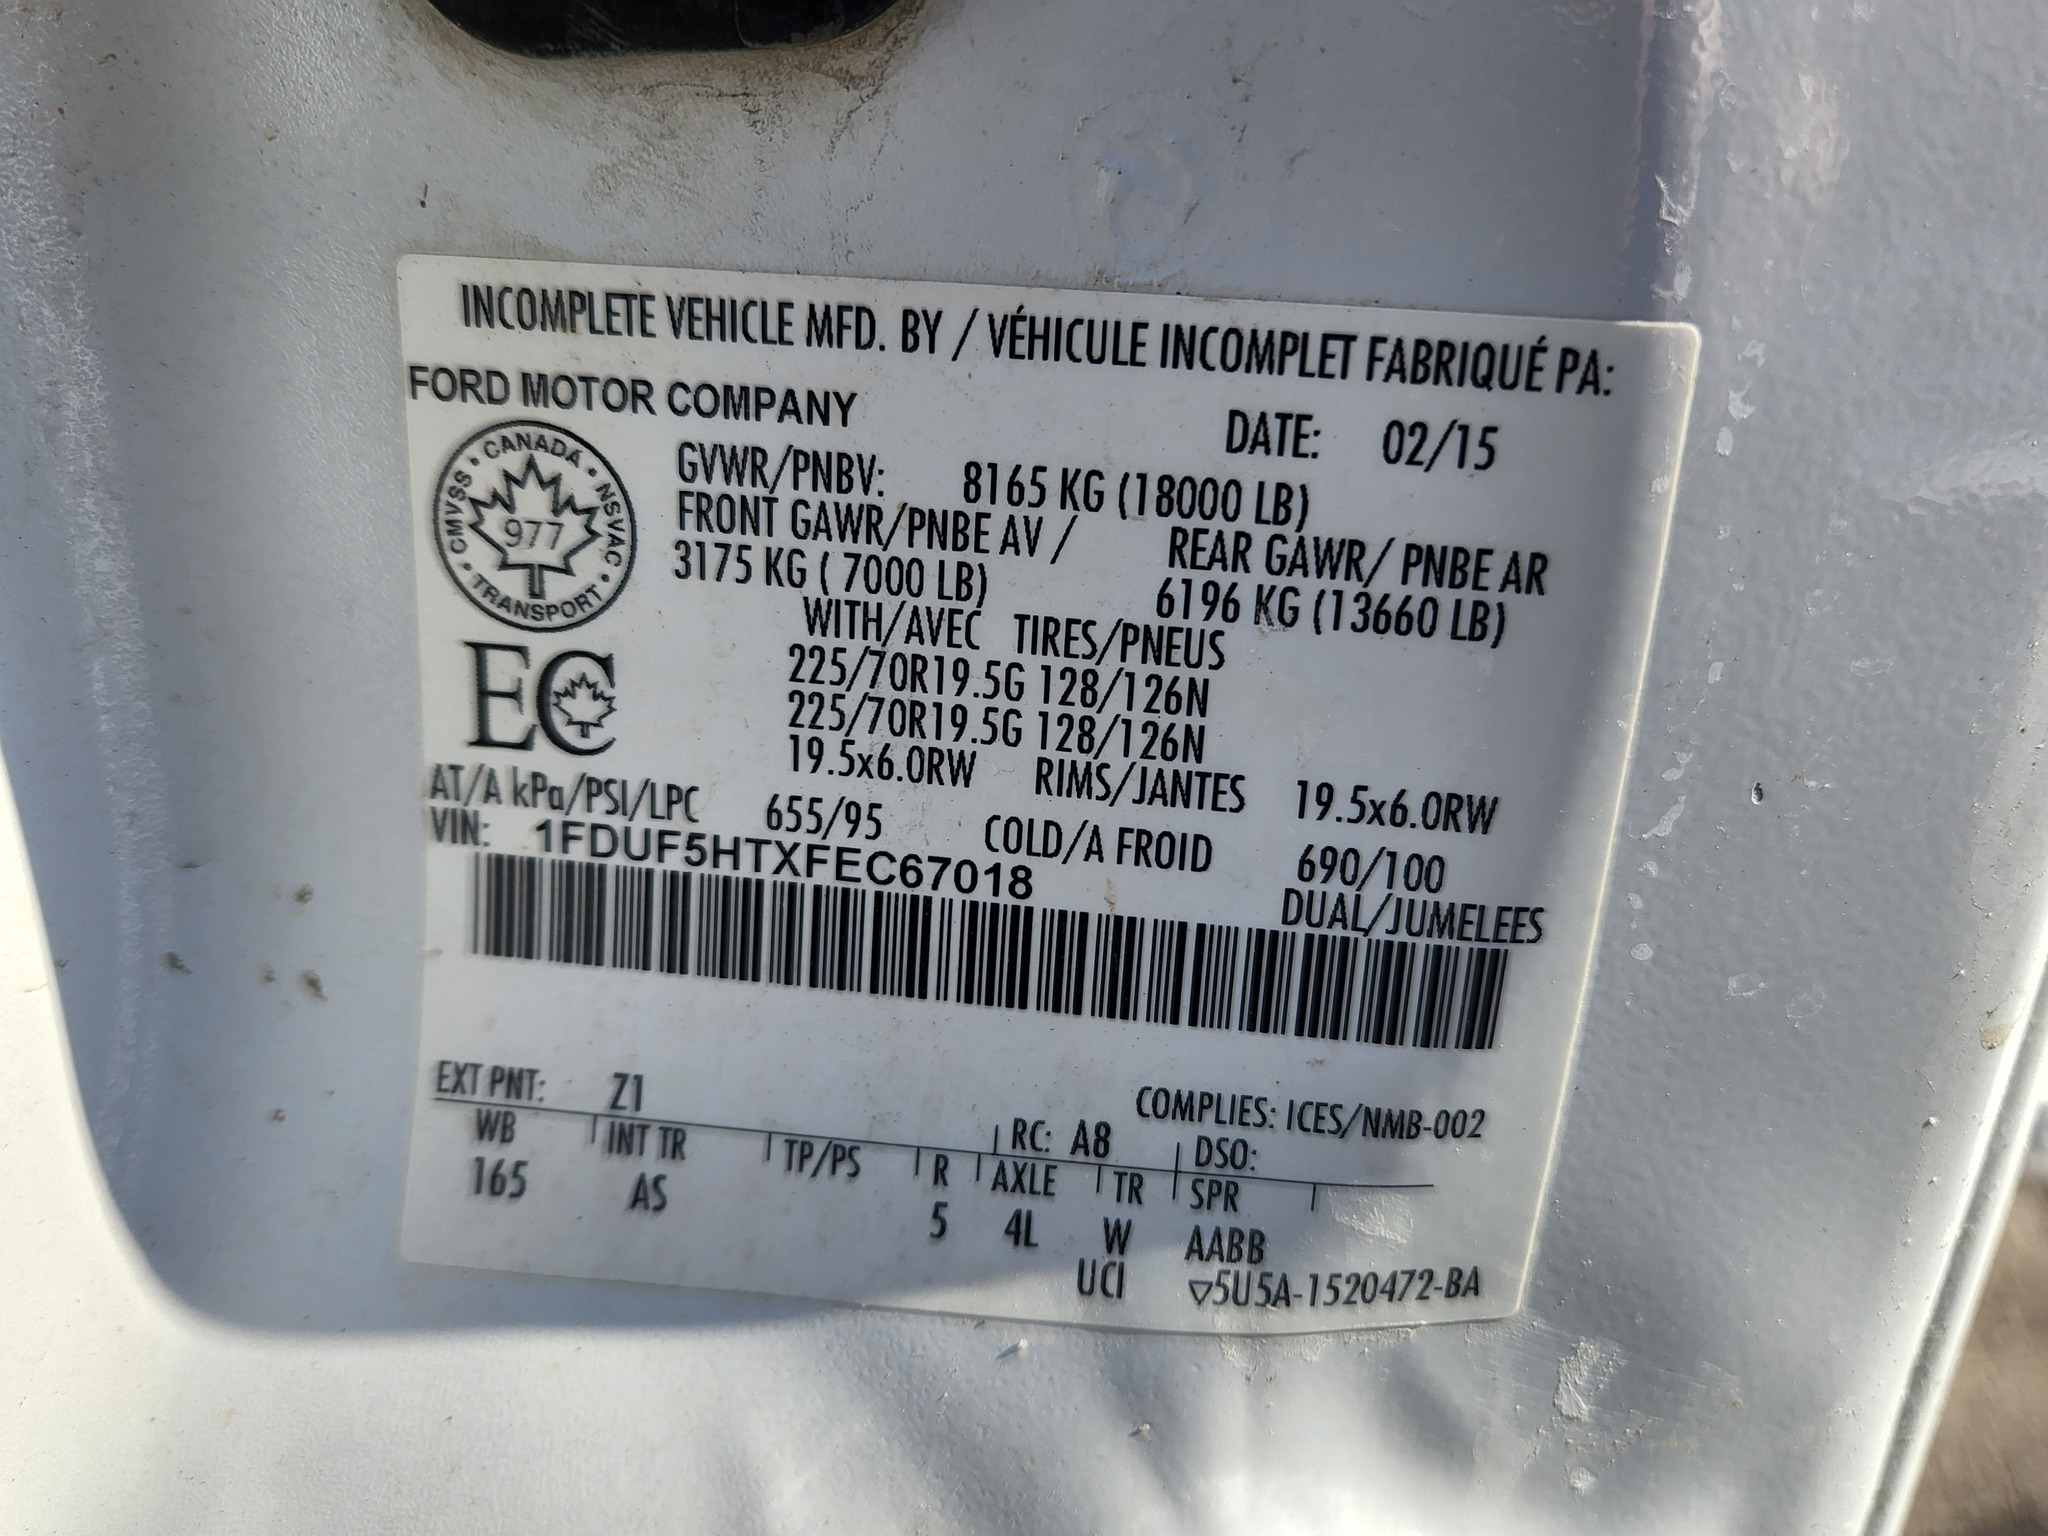 INCOMPLETE VEHICLE MFD. BY / VÉHICULE INCOMPLET FABRIQUÉ PA:
FORD MOTOR COMPANY
DATE: 02/15
CANADA • NSVAC • TRANSPORT • CMVSS •
977
GVWR/PNBV: 8165 KG (18000 LB)
FRONT GAWR/PNBE AV / REAR GAWR/ PNBE AR
3175 KG ( 7000 LB) 6196 KG (13660 LB)
WITH/AVEC TIRES/PNEUS
225/70R19.5G 128/126N
225/70R19.5G 128/126N
EC
19.5x6.0RW RIMS/JANTES 19.5x6.0RW
AT/A kPa/PSI/LPC 655/95 COLD/A FROID 690/100
VIN: 1FDUF5HTXFEC67018
DUAL/JUMELEES
EXT PNT: Z1 COMPLIES: ICES/NMB-002
RC: A8 DSO:
WB INT TR TP/PS R AXLE TR SPR
165 AS 5 4L W AABB
UCI ▽5U5A-1520472-BA